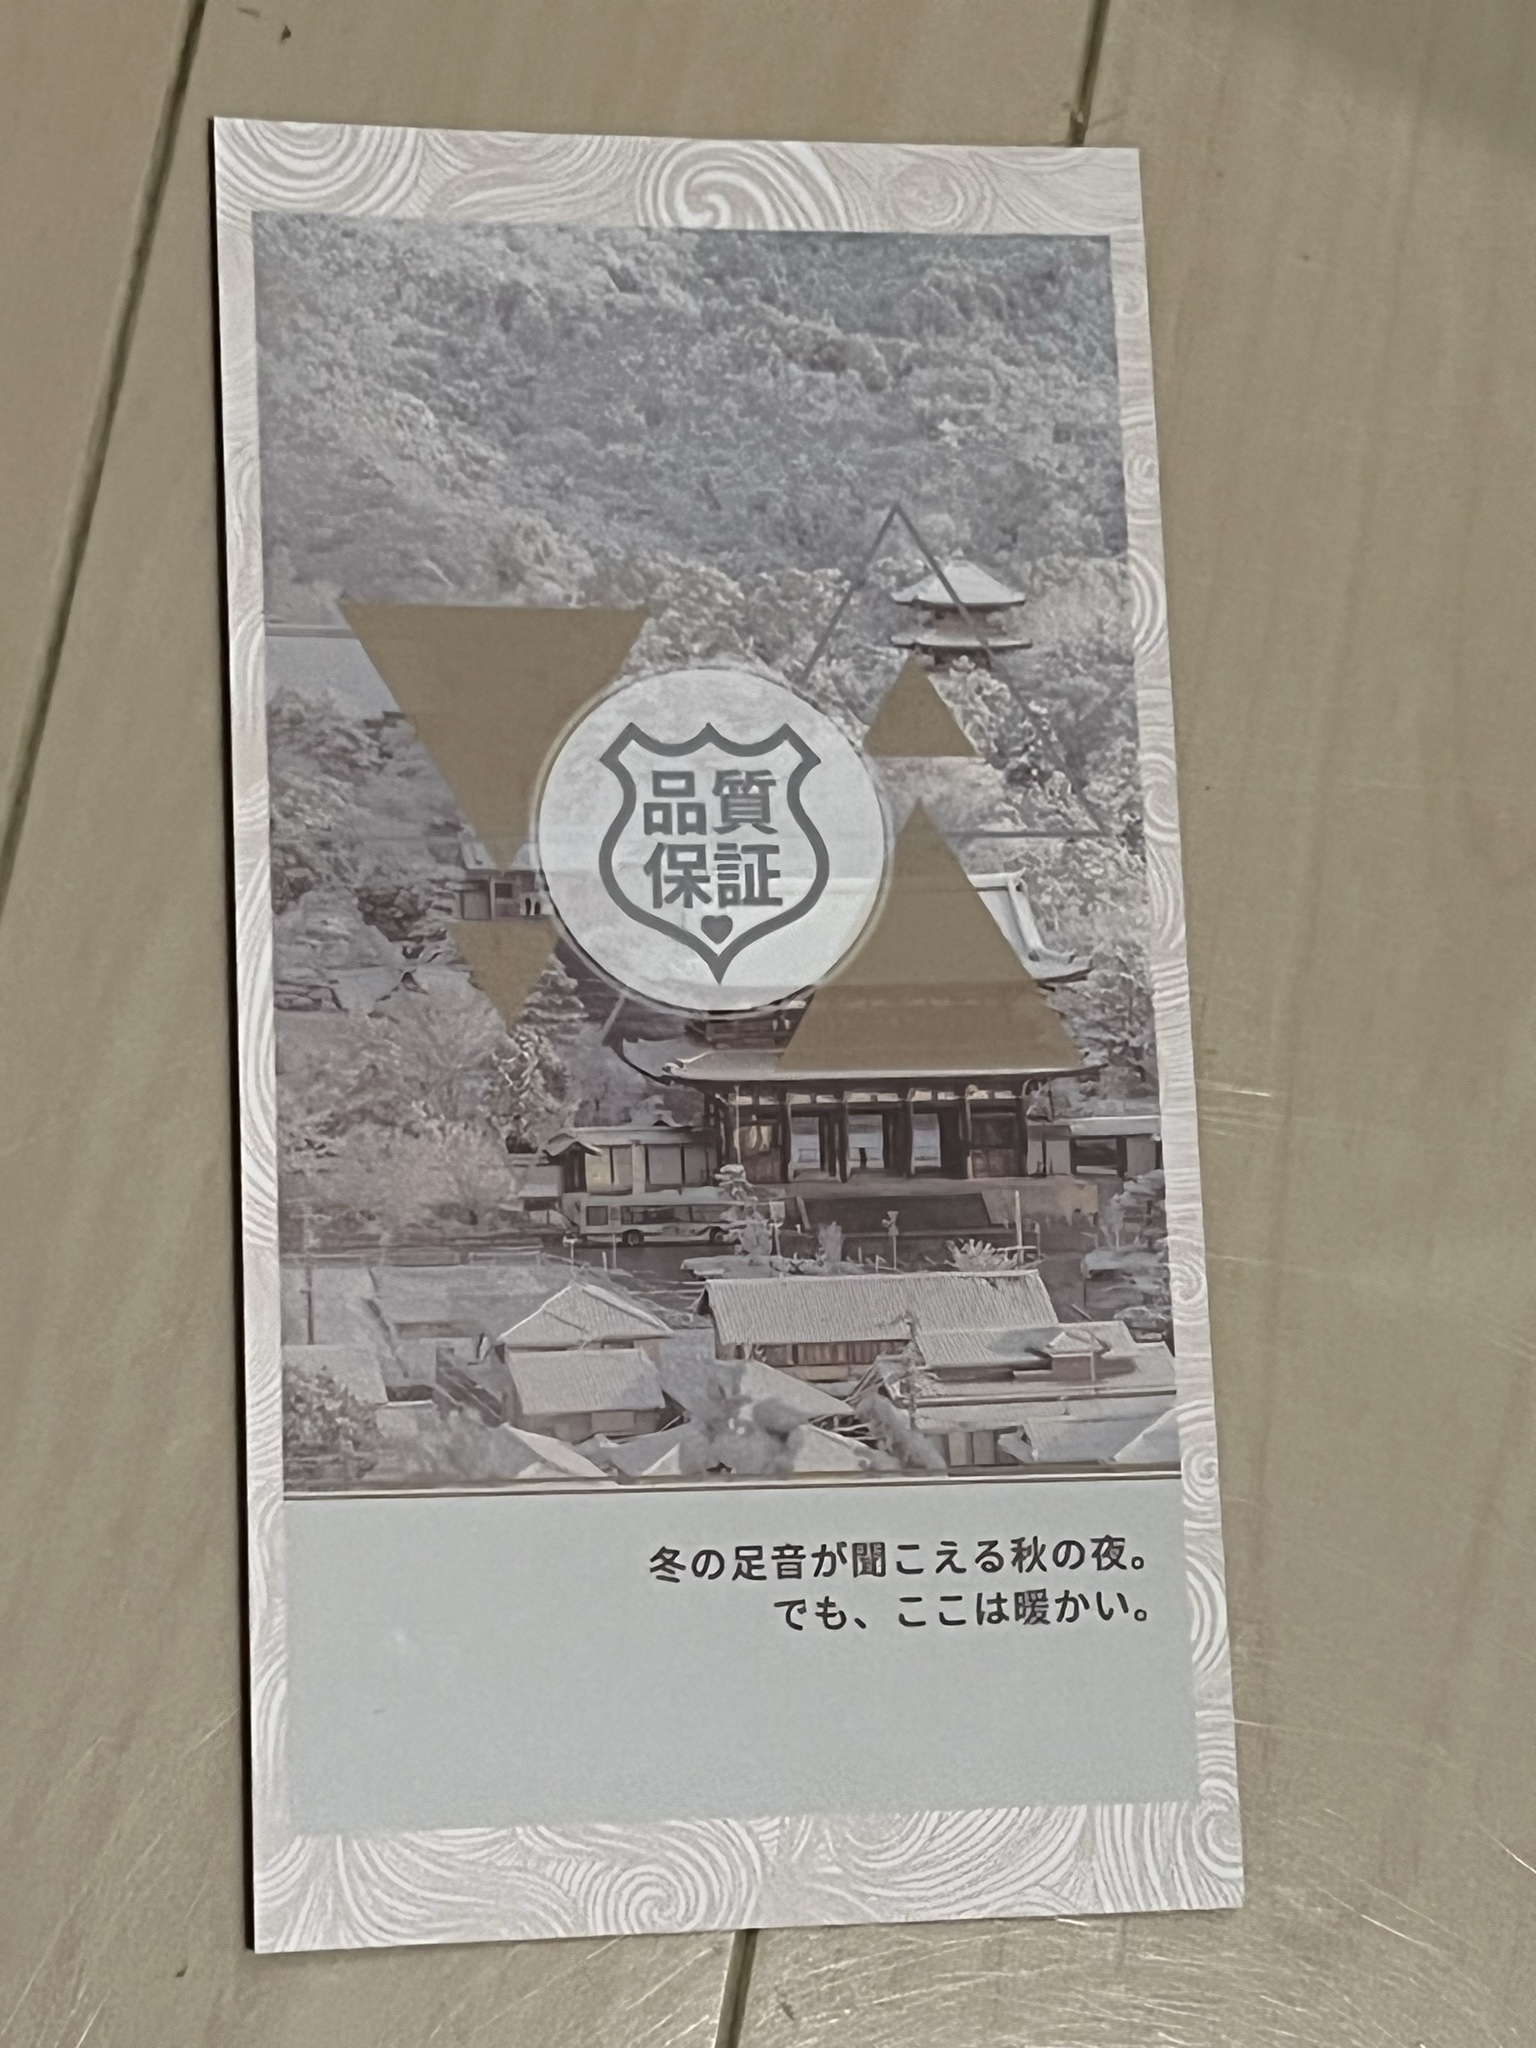 品質
保証
冬の足音が聞こえる秋の夜。
でも、ここは暖かい。